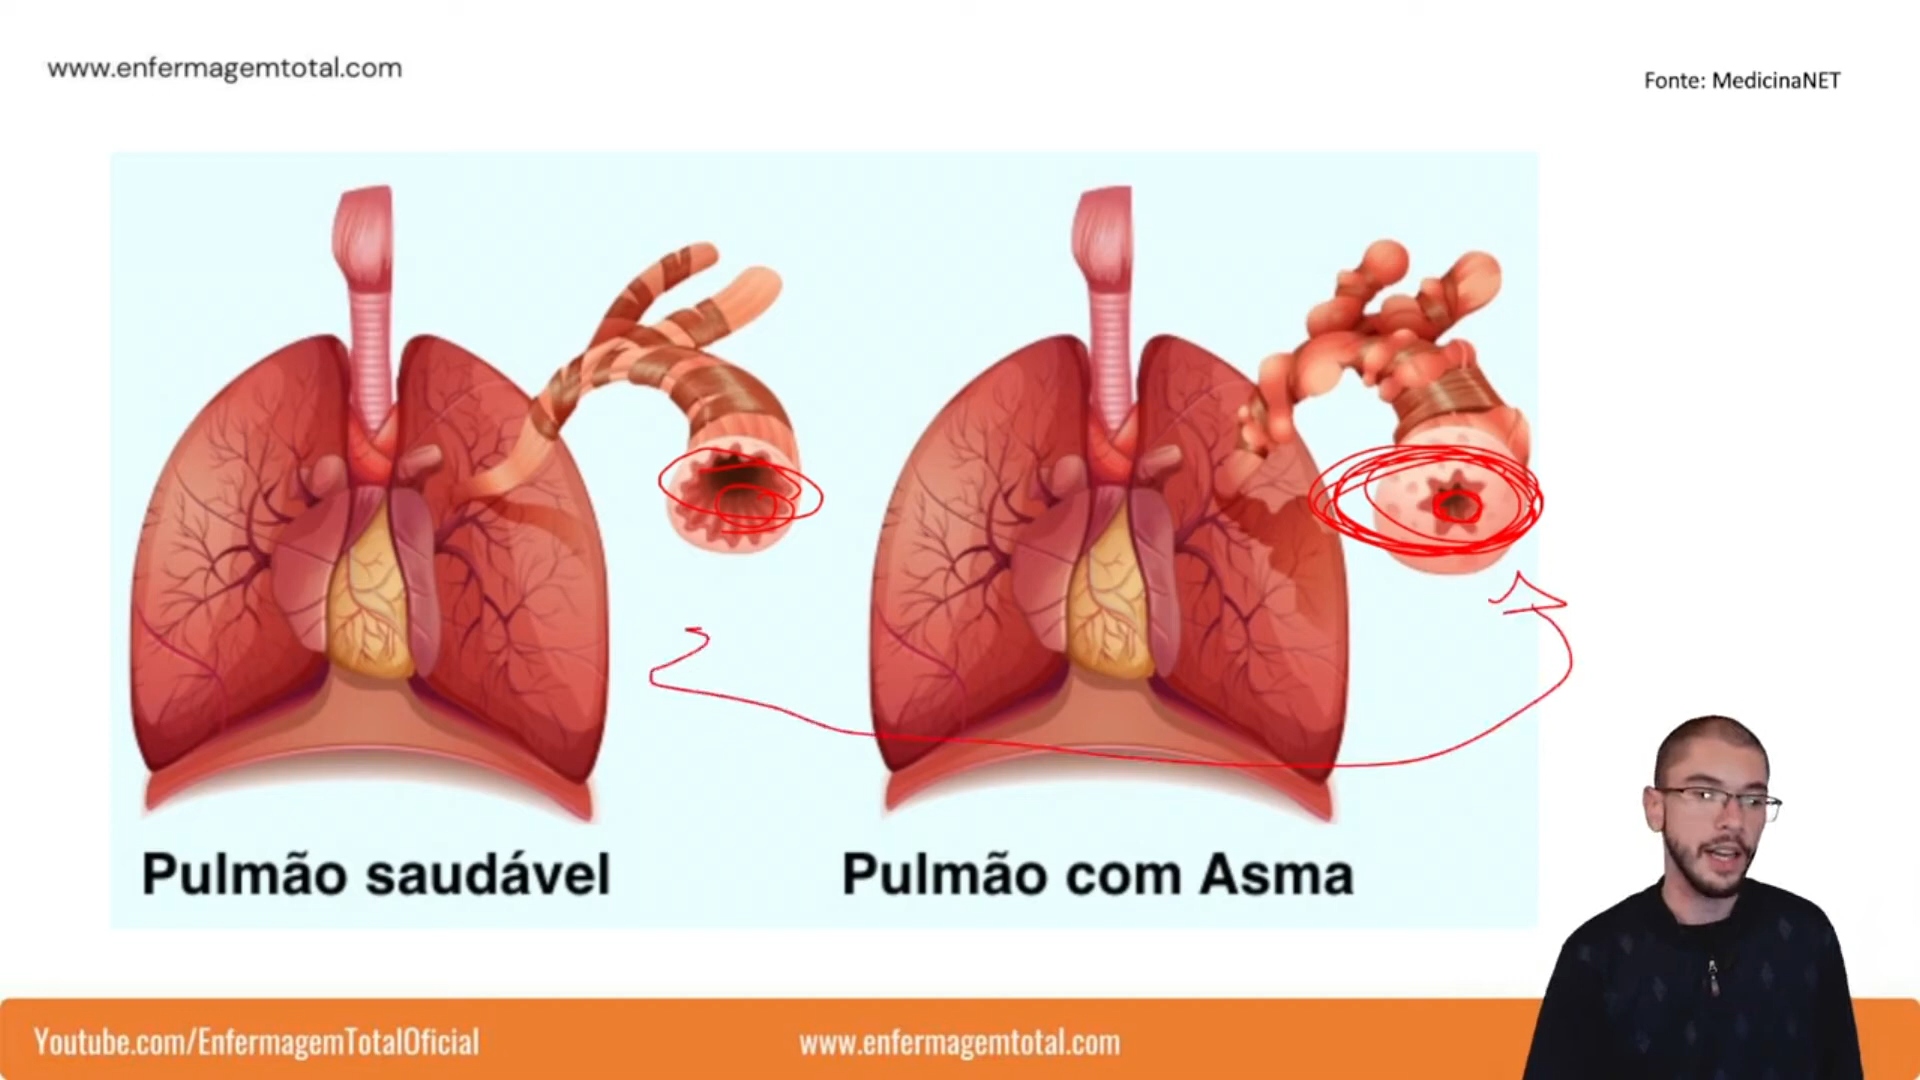 www.enfermagemtotal.com
Fonte: MedicinaNET
Pulmão saudável
Pulmão com Asma
Youtube.com/EnfermagemTotalOficial
www.enfermagemtotal.com